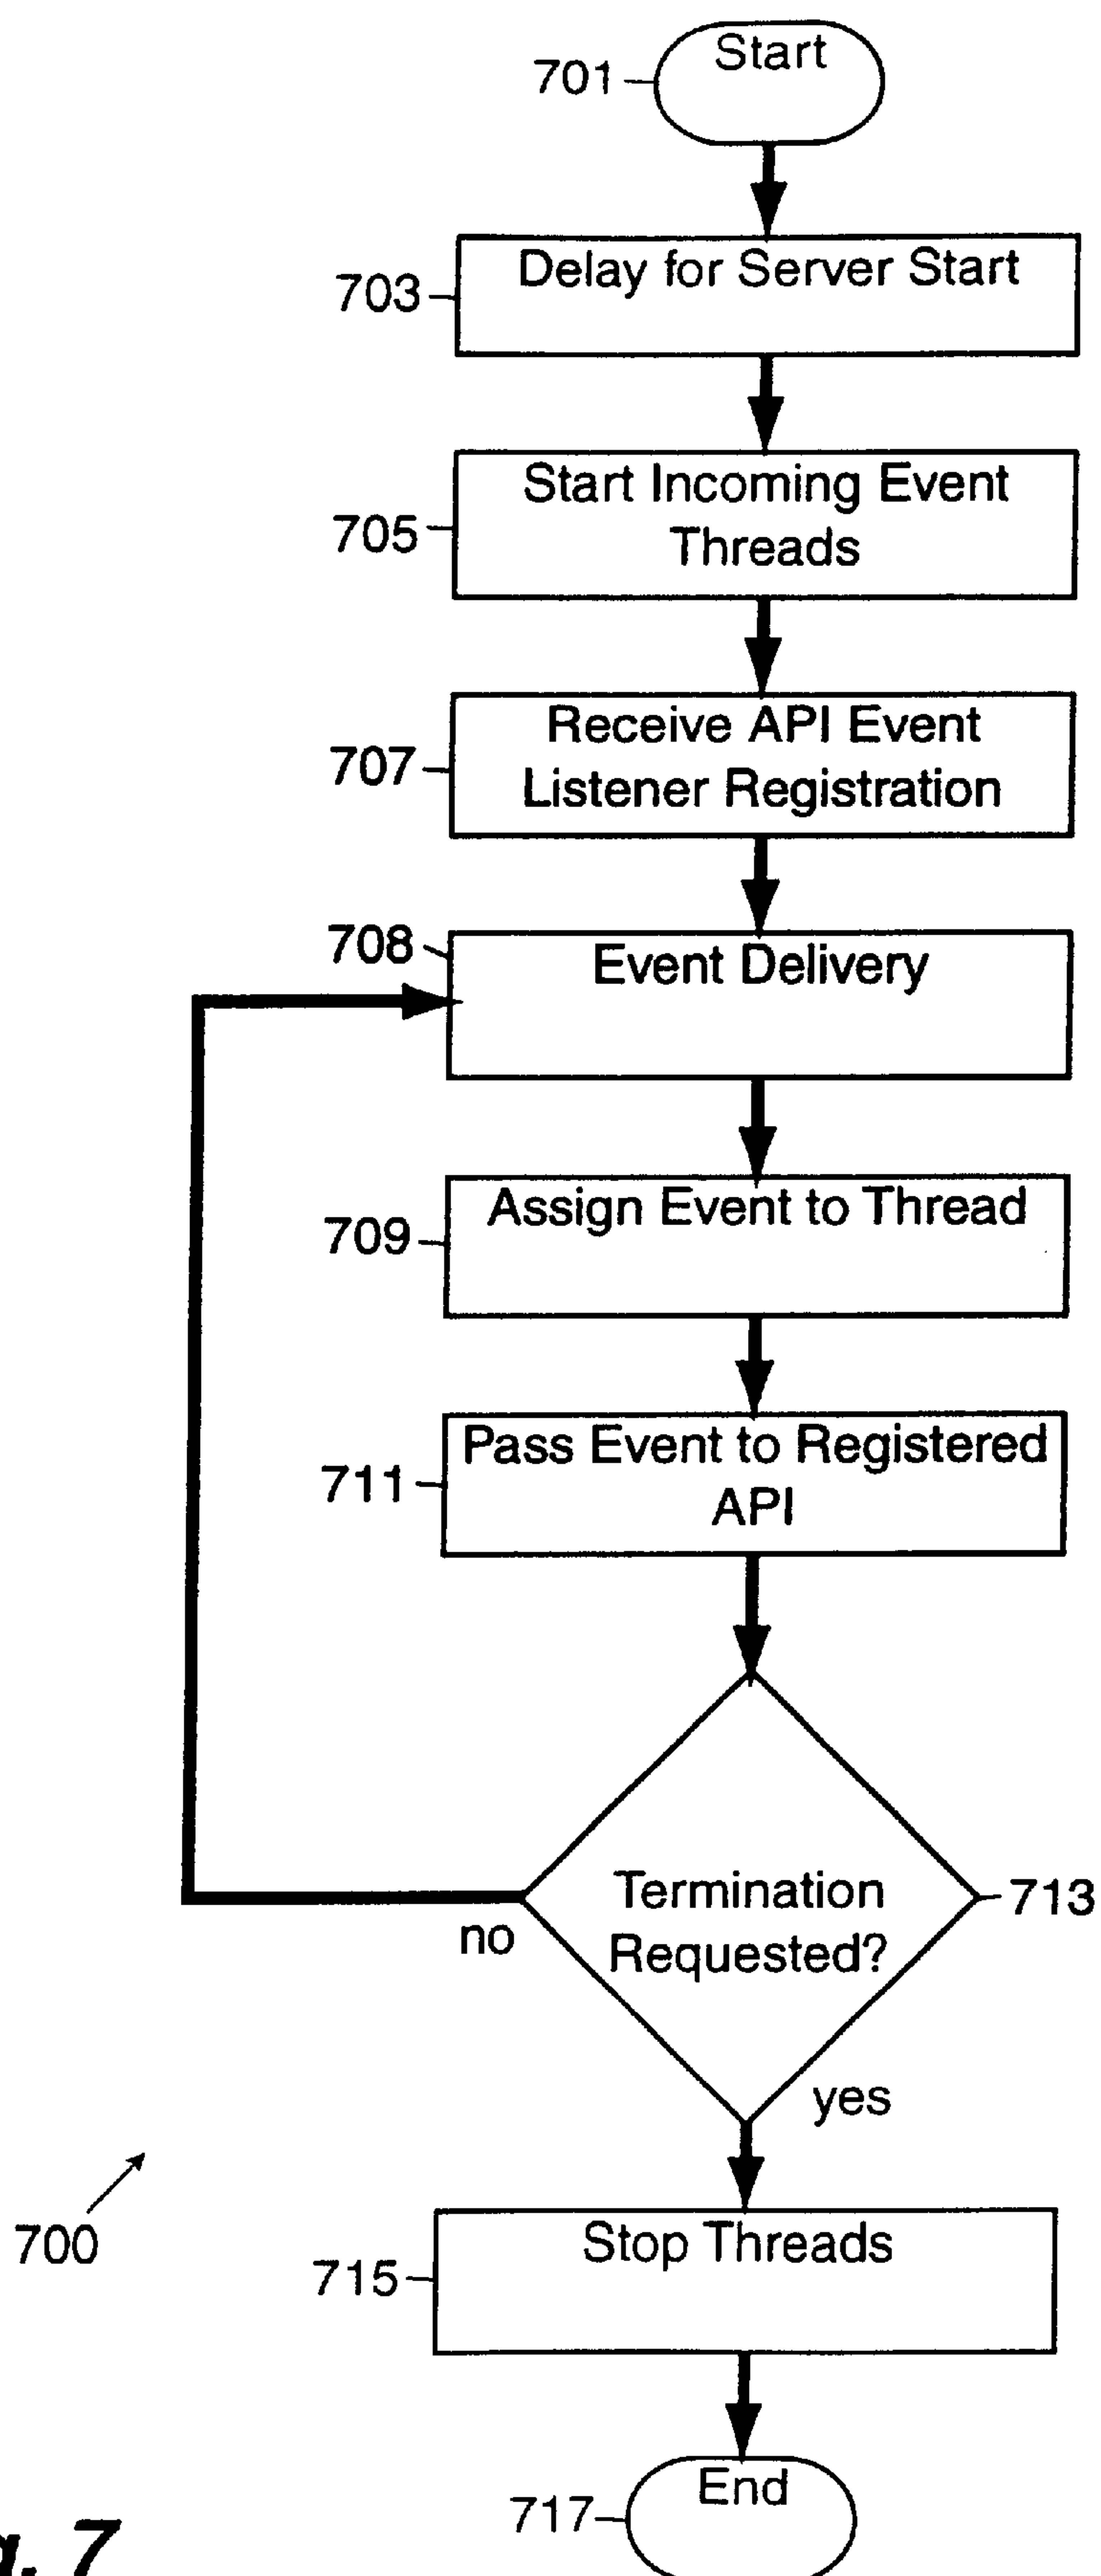 Start
701
Delay for Server Start
703
Start Incoming Event
Threads
705
Receive API Event
Listener Registration
707
708
Event Delivery
Assign Event to Thread
709
Pass Event to Registered
API
711
Termination
Requested?
713
no
yes
700
Stop Threads
715
End
717
7